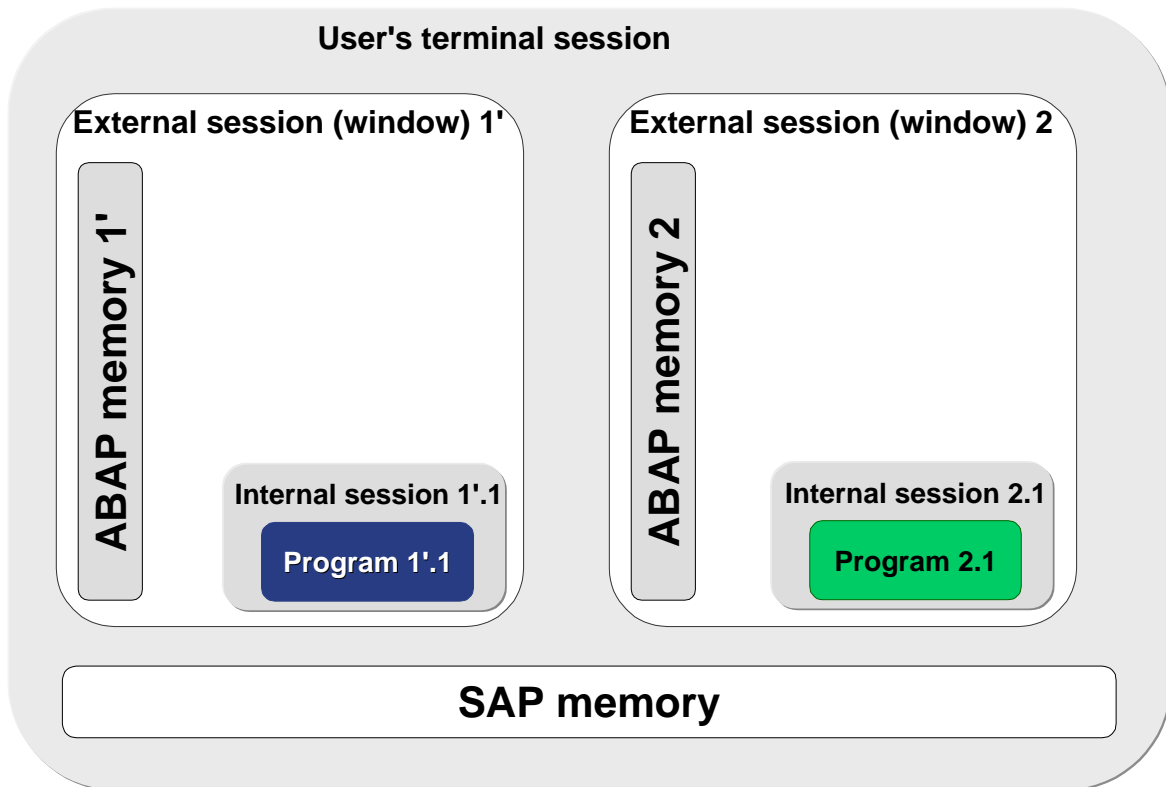 User's terminal session
External session (window) 1'
ABAP memory 1'
Internal session 1'.1
Program 1'.1
External session (window) 2
ABAP memory 2
Internal session 2.1
Program 2.1
SAP memory